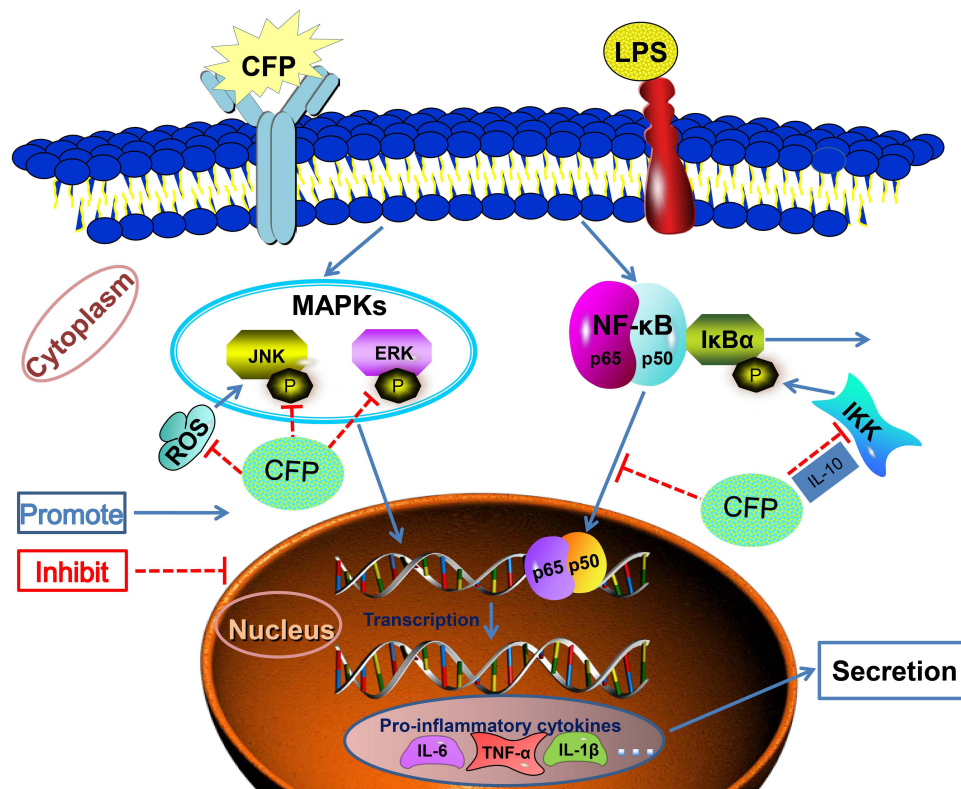 CFP
LPS
Cytoplasm
MAPKs
JNK
ERK
P
P
ROS
CFP
NF-κB
p65
p50
IκBα
P
IKK
IL-10
CFP
Promote
Inhibit
p65
p50
Transcription
Nucleus
Pro-inflammatory cytokines
IL-6
TNF-α
IL-1β
Secretion